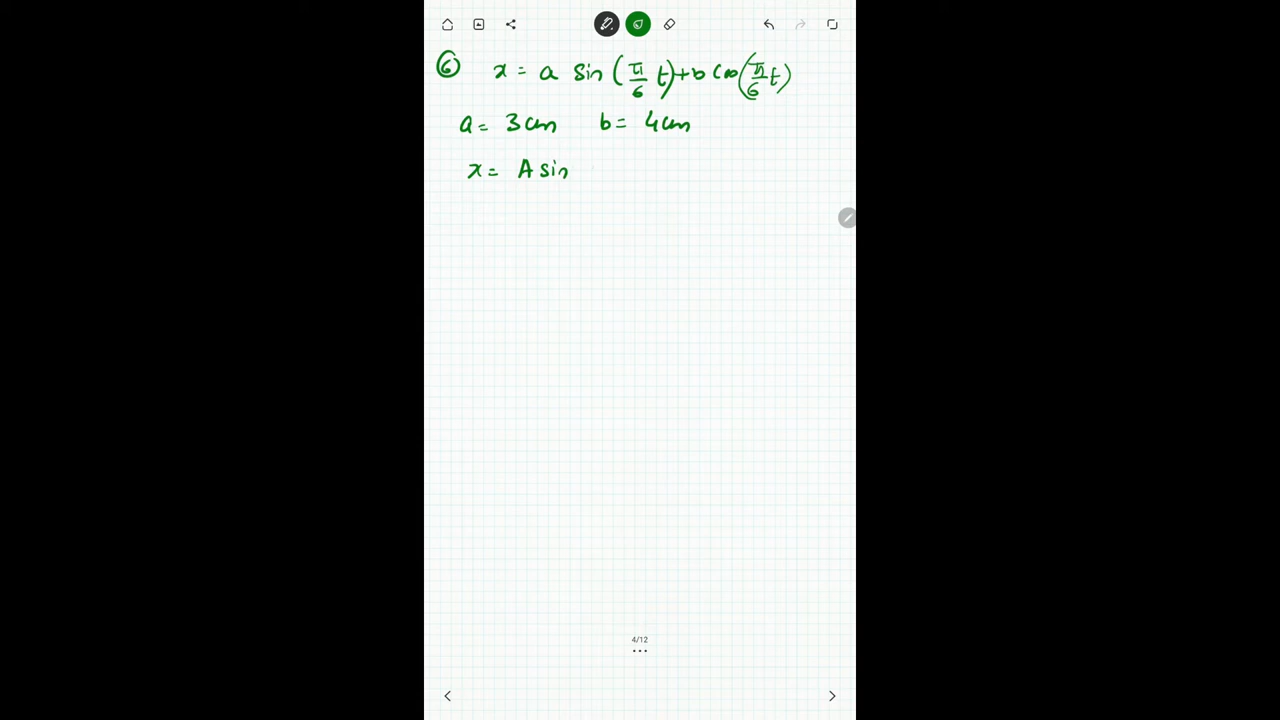 ⑥ x = a sin (π/6 t) + b cos (π/6 t)
a = 3 cm b = 4 cm
x = A sin
4/12